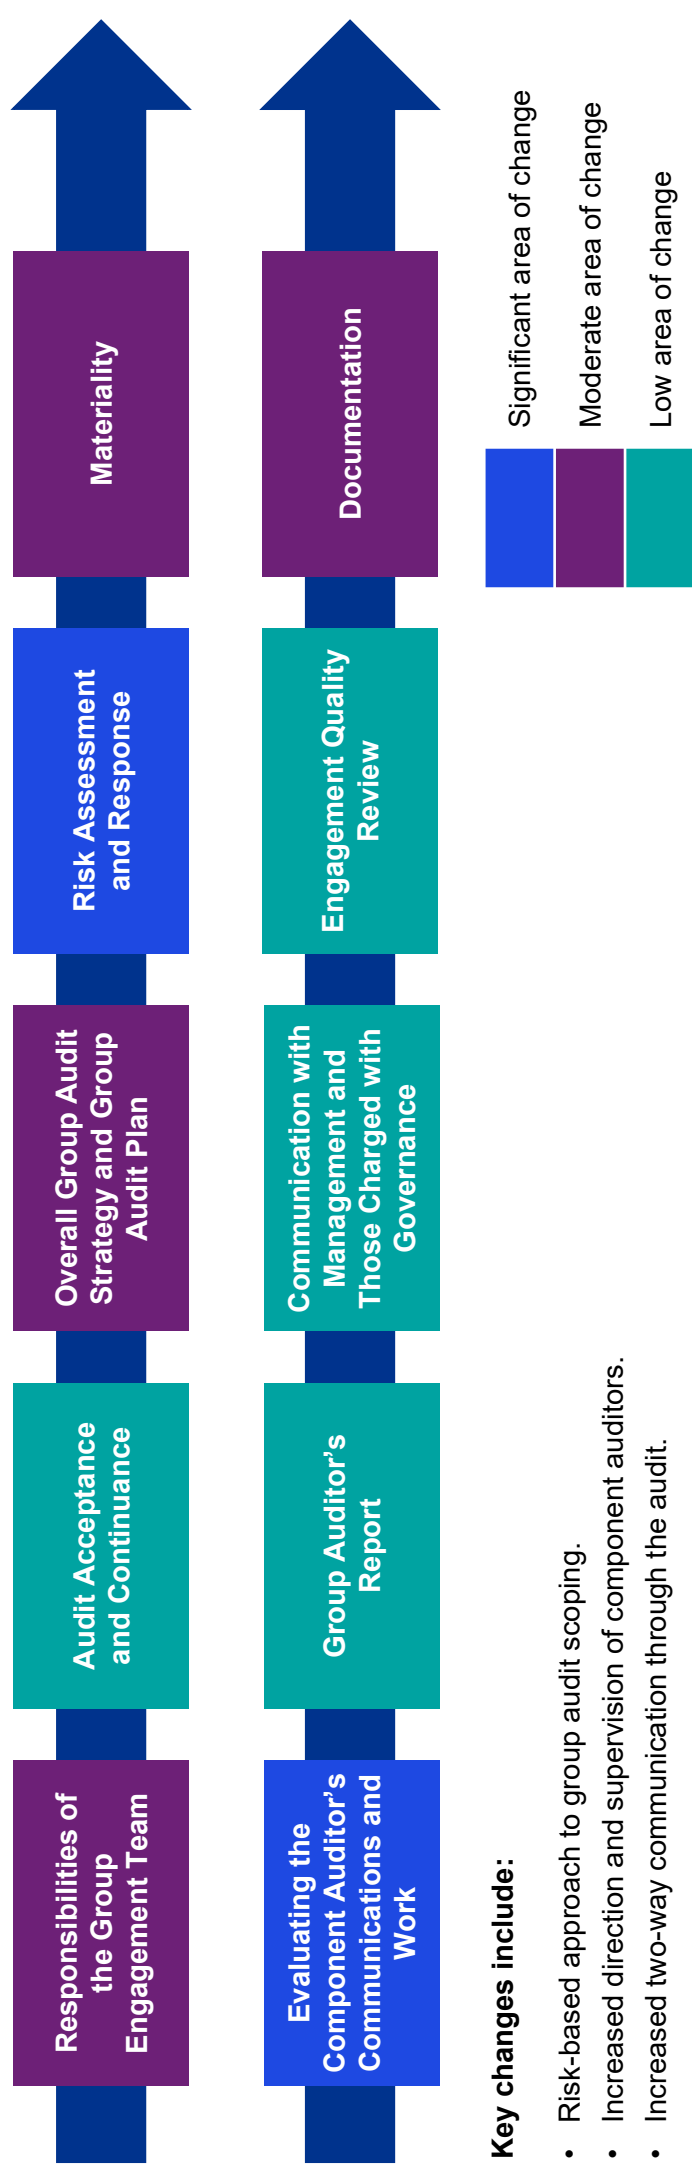 Responsibilities of
the Group
Engagement Team
Audit Acceptance
and Continuance
Overall Group Audit
Strategy and Group
Audit Plan
Risk Assessment
and Response
Materiality
Evaluating the
Component Auditor’s
Communications and
Work
Group Auditor’s
Report
Communication with
Management and
Those Charged with
Governance
Engagement Quality
Review
Documentation
Key changes include:
• Risk-based approach to group audit scoping.
• Increased direction and supervision of component auditors.
• Increased two-way communication through the audit.
Significant area of change
Moderate area of change
Low area of change